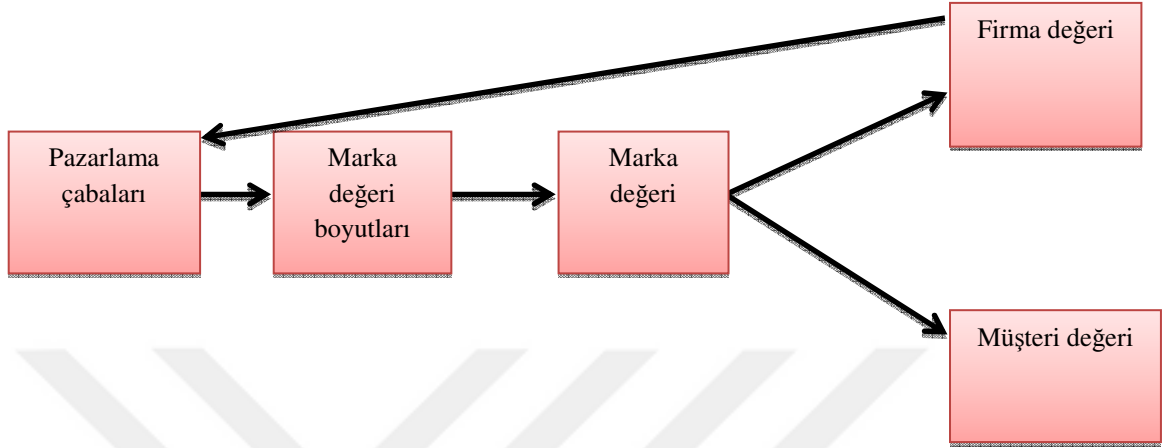 Firma değeri
Pazarlama
çabaları
Marka
değeri
boyutları
Marka
değeri
Müşteri değeri